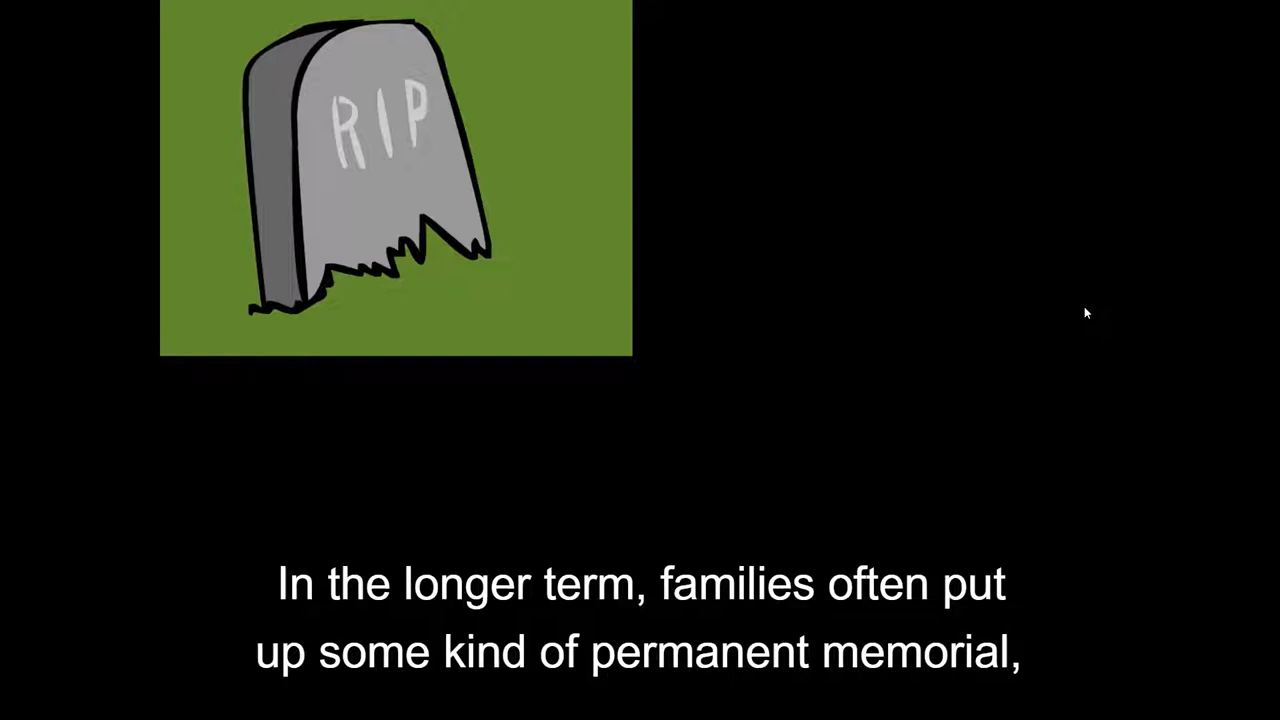 RIP
In the longer term, families often put
up some kind of permanent memorial,